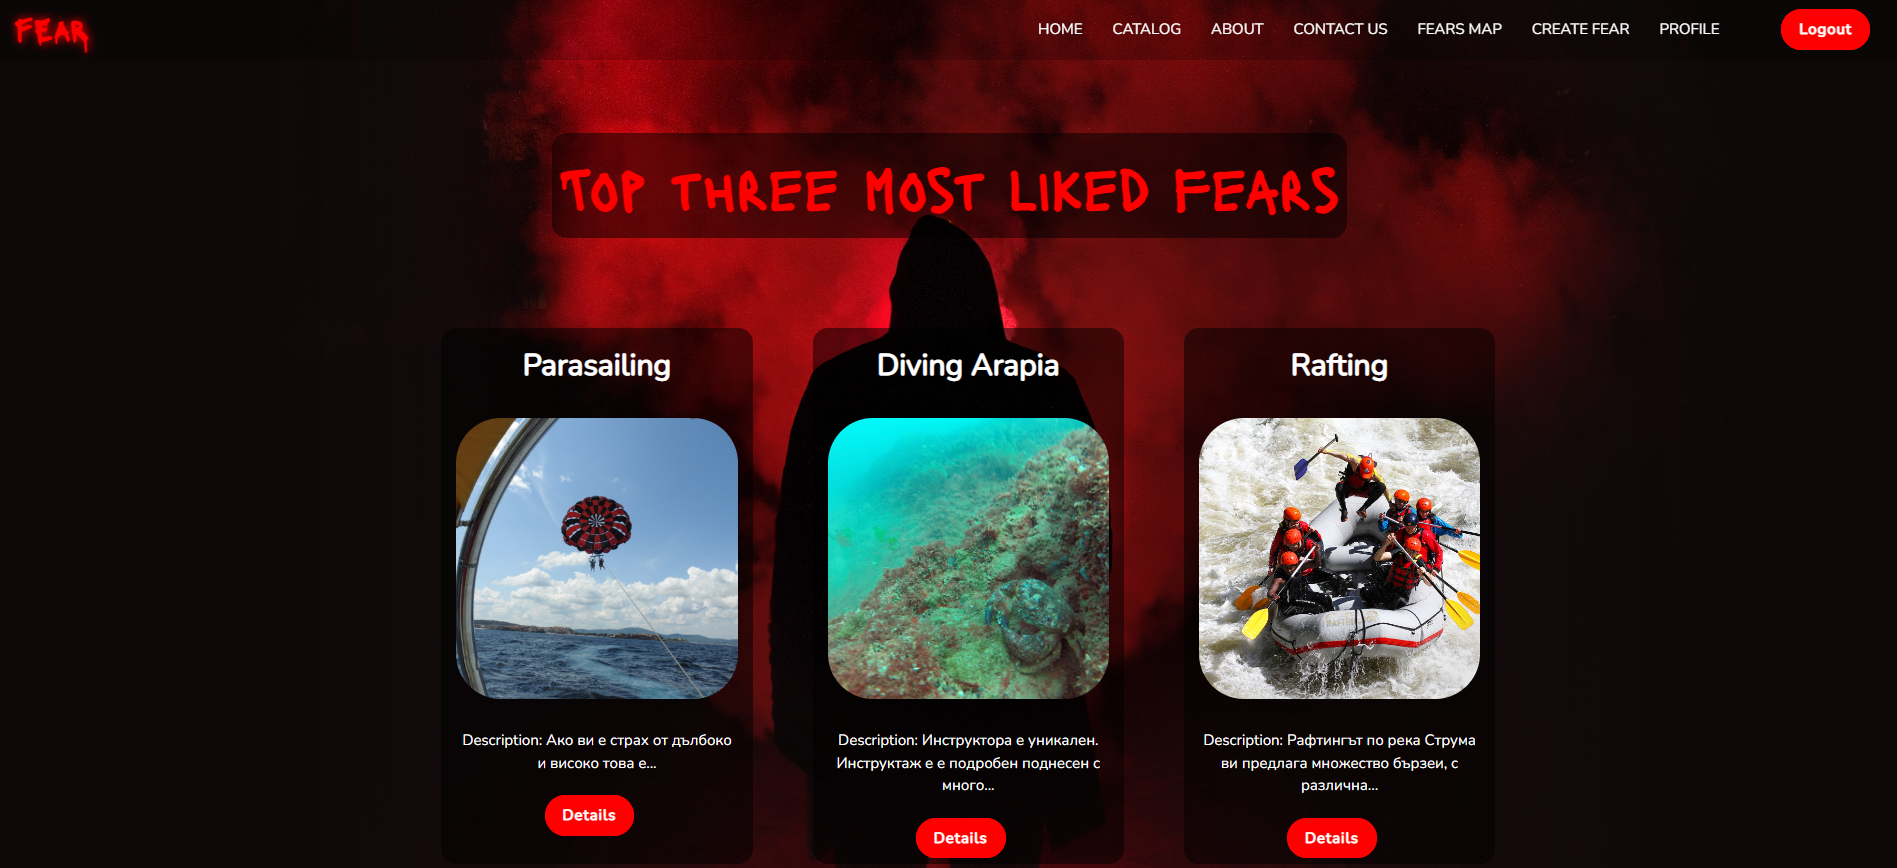 FEAR
HOME CATALOG ABOUT CONTACT US FEARS MAP CREATE FEAR PROFILE Logout
TOP THREE MOST LIKED FEARS
Parasailing
Description: Ако ви е страх от дълбоко
и високо това е...
Details
Diving Arapia
Description: Инструктора е уникален.
Инструктаж е е подробен поднесен с
много...
Details
Rafting
Description: Рафтингът по река Струма
ви предлага множество бързеи, с
различна...
Details